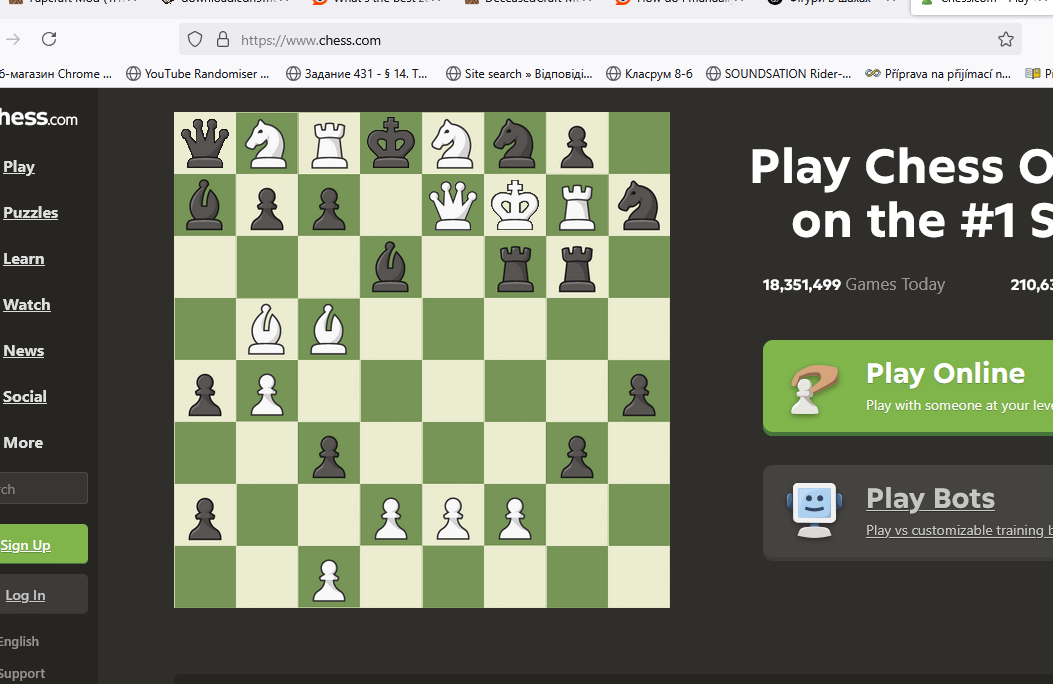 https://www.chess.com
б-магазин Chrome ... YouTube Randomiser ... Задание 431 - § 14. Т... Site search » Відповіді... Класрум 8-б SOUNDSATION Rider-... Příprava na přijímací n...
hess.com
Play
Puzzles
Learn
Watch
News
Social
More
rch
Sign Up
Log In
English
Support
Play Chess O
on the #1 S
18,351,499 Games Today 210,63
Play Online
Play with someone at your leve
Play Bots
Play vs customizable training b